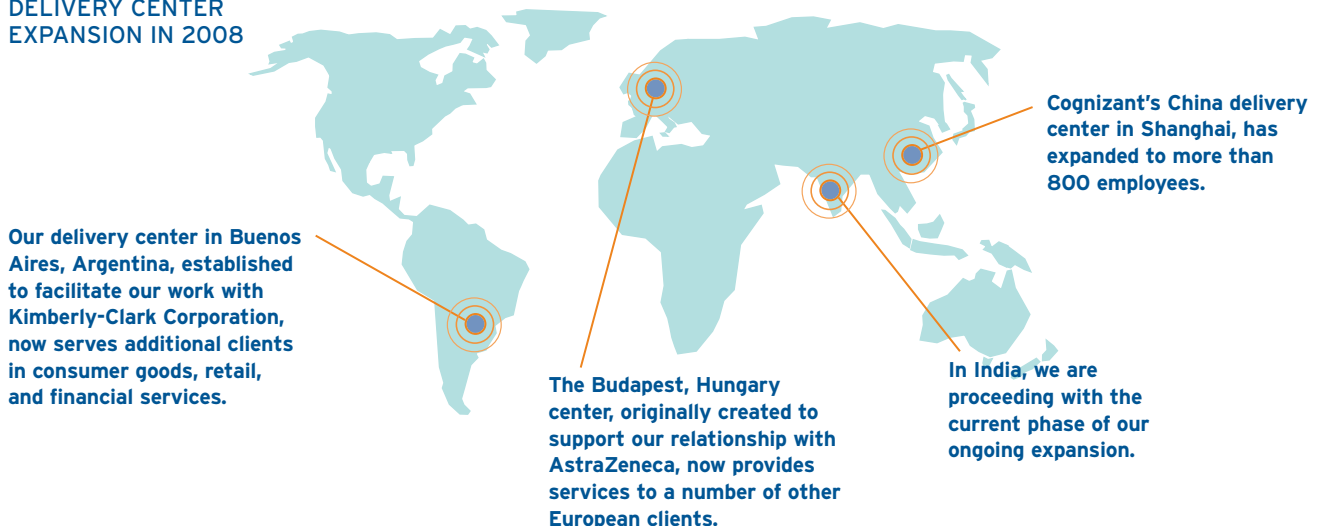 DELIVERY CENTER
EXPANSION IN 2008
Cognizant’s China delivery
center in Shanghai, has
expanded to more than
800 employees.
Our delivery center in Buenos
Aires, Argentina, established
to facilitate our work with
Kimberly-Clark Corporation,
now serves additional clients
in consumer goods, retail,
and financial services.
The Budapest, Hungary
center, originally created to
support our relationship with
AstraZeneca, now provides
services to a number of other
European clients.
In India, we are
proceeding with the
current phase of our
ongoing expansion.